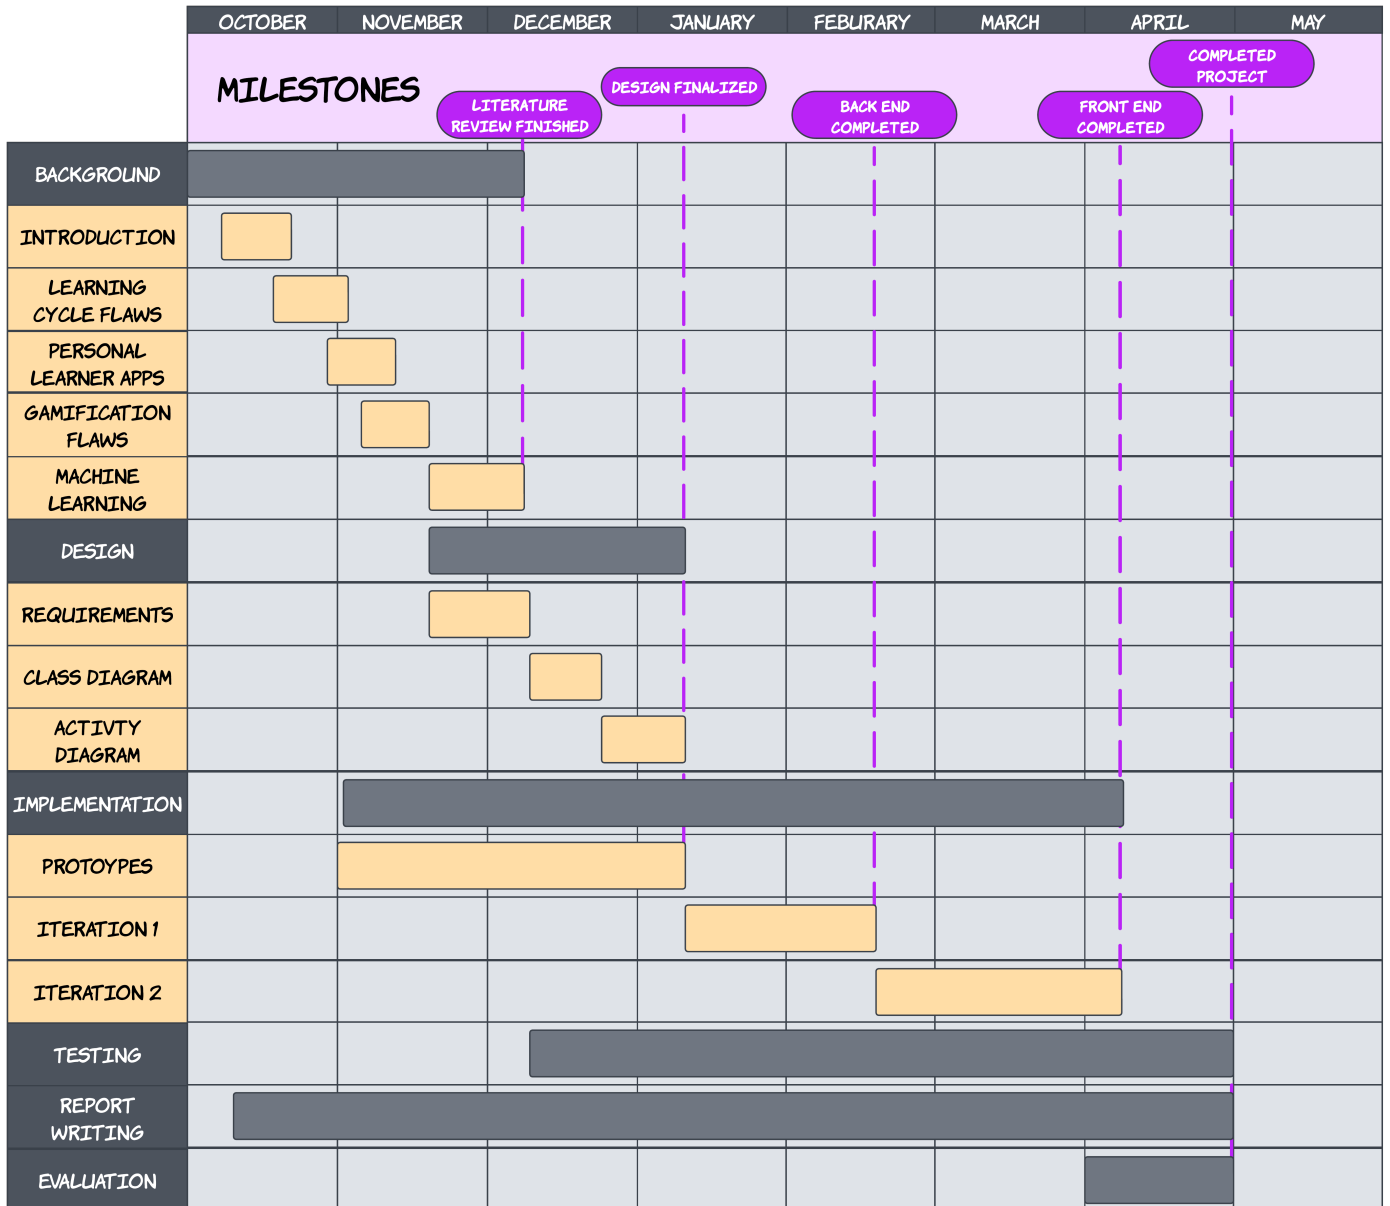 OCTOBER NOVEMBER DECEMBER JANUARY FEBURARY MARCH APRIL MAY
MILESTONES
COMPLETED
PROJECT
DESIGN FINALIZED
LITERATURE
REVIEW FINISHED
BACK END
COMPLETED
FRONT END
COMPLETED
BACKGROUND
INTRODUCTION
LEARNING
CYCLE FLAWS
PERSONAL
LEARNER APPS
GAMIFICATION
FLAWS
MACHINE
LEARNING
DESIGN
REQUIREMENTS
CLASS DIAGRAM
ACTIVTY
DIAGRAM
IMPLEMENTATION
PROTOYPES
ITERATION 1
ITERATION 2
TESTING
REPORT
WRITING
EVALUATION